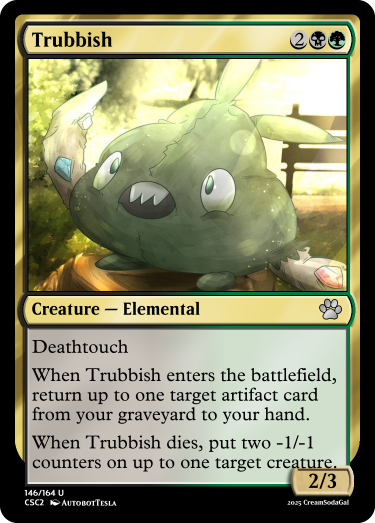 Trubbish 2
Creature — Elemental
Deathtouch
When Trubbish enters the battlefield,
return up to one target artifact card
from your graveyard to your hand.
When Trubbish dies, put two -1/-1
counters on up to one target creature.
2/3
146/164 U
CSC2 AutobotTesla
2025 CreamSodaGal